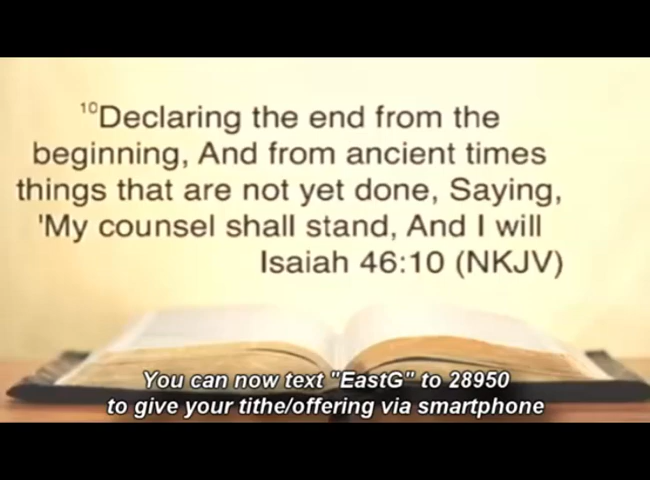 ¹⁰Declaring the end from the
beginning, And from ancient times
things that are not yet done, Saying,
'My counsel shall stand, And I will
Isaiah 46:10 (NKJV)
You can now text "EastG" to 28950
to give your tithe/offering via smartphone